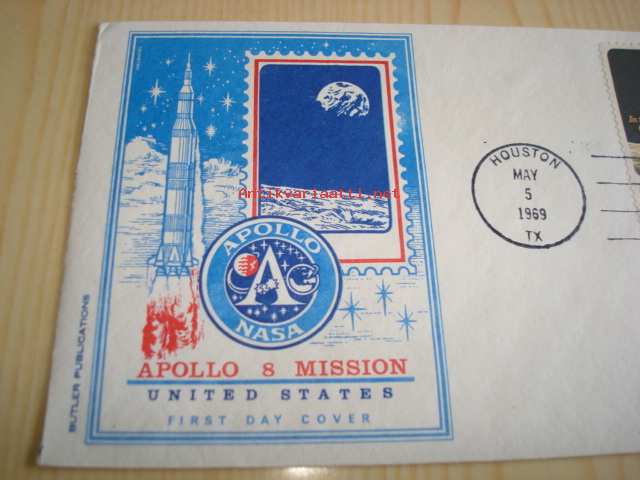 APOLLO
NASA
APOLLO 8 MISSION
UNITED STATES
FIRST DAY COVER
BUTLER PUBLICATIONS
HOUSTON
MAY
5
1969
TX
Antikvariaatti.net